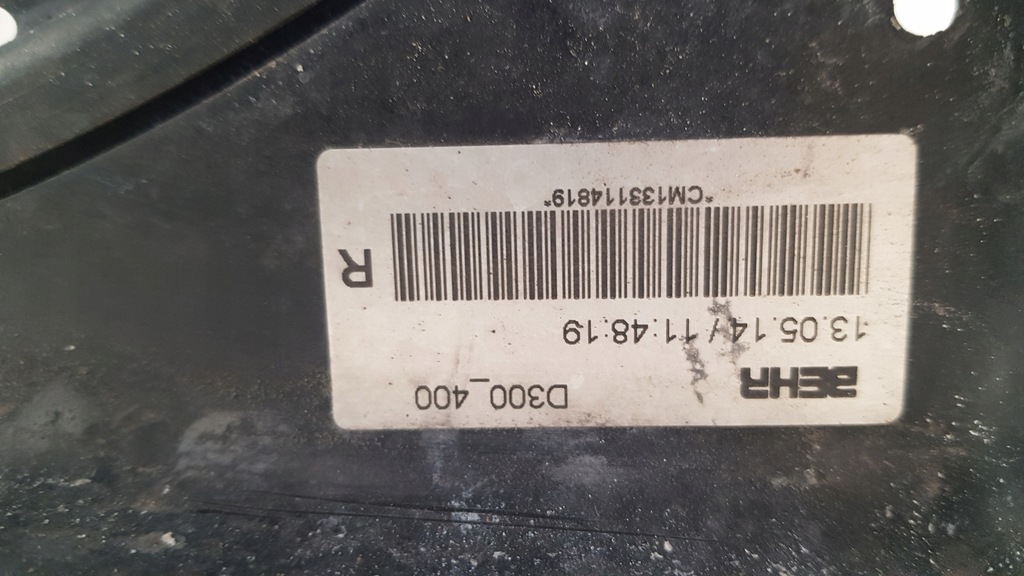 BEHR D300_400
13.05.14 / 11:48:19
R
*CM133114819*